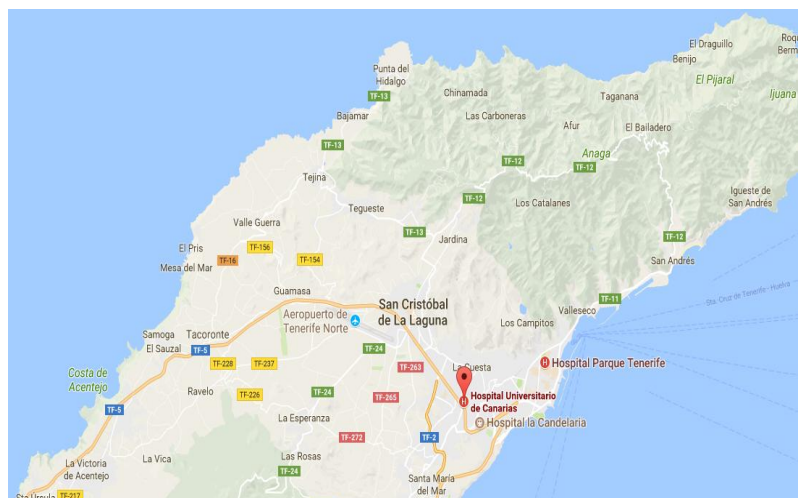 El Draguillo
Roq
Berm
Benijo
Punta del
Hidalgo
El Pijaral
TF-13
Chinamada
Taganana
Ijuana
Bajamar
Las Carboneras
Afur
El Bailadero
TF-13
Anaga
TF-12
TF-12
Tejina
Igueste de
San Andrés
TF-12
Tegueste
Los Catalanes
Valle Guerra
TF-13
Jardina
TF-12
El Pris
TF-156
TF-16
TF-154
San Andrés
Mesa del Mar
Guamasa
TF-11
Sta. Cruz de Tenerife - Huelva
San Cristóbal
de La Laguna
Valleseco
Aeropuerto de
Tenerife Norte
Los Campitos
Samoga
Tacoronte
El Sauzal
TF-5
TF-24
TF-228
TF-237
TF-263
La Cuesta
H Hospital Parque Tenerife
Costa de
Acentejo
Ravelo
TF-226
TF-24
TF-265
H Hospital Universitario
de Canarias
TF-5
La Esperanza
Hospital la Candelaria
TF-272
TF-2
La Victoria
de Acentejo
La Vica
Las Rosas
TF-24
Santa María
del Mar
Sta Ursula
TF-217